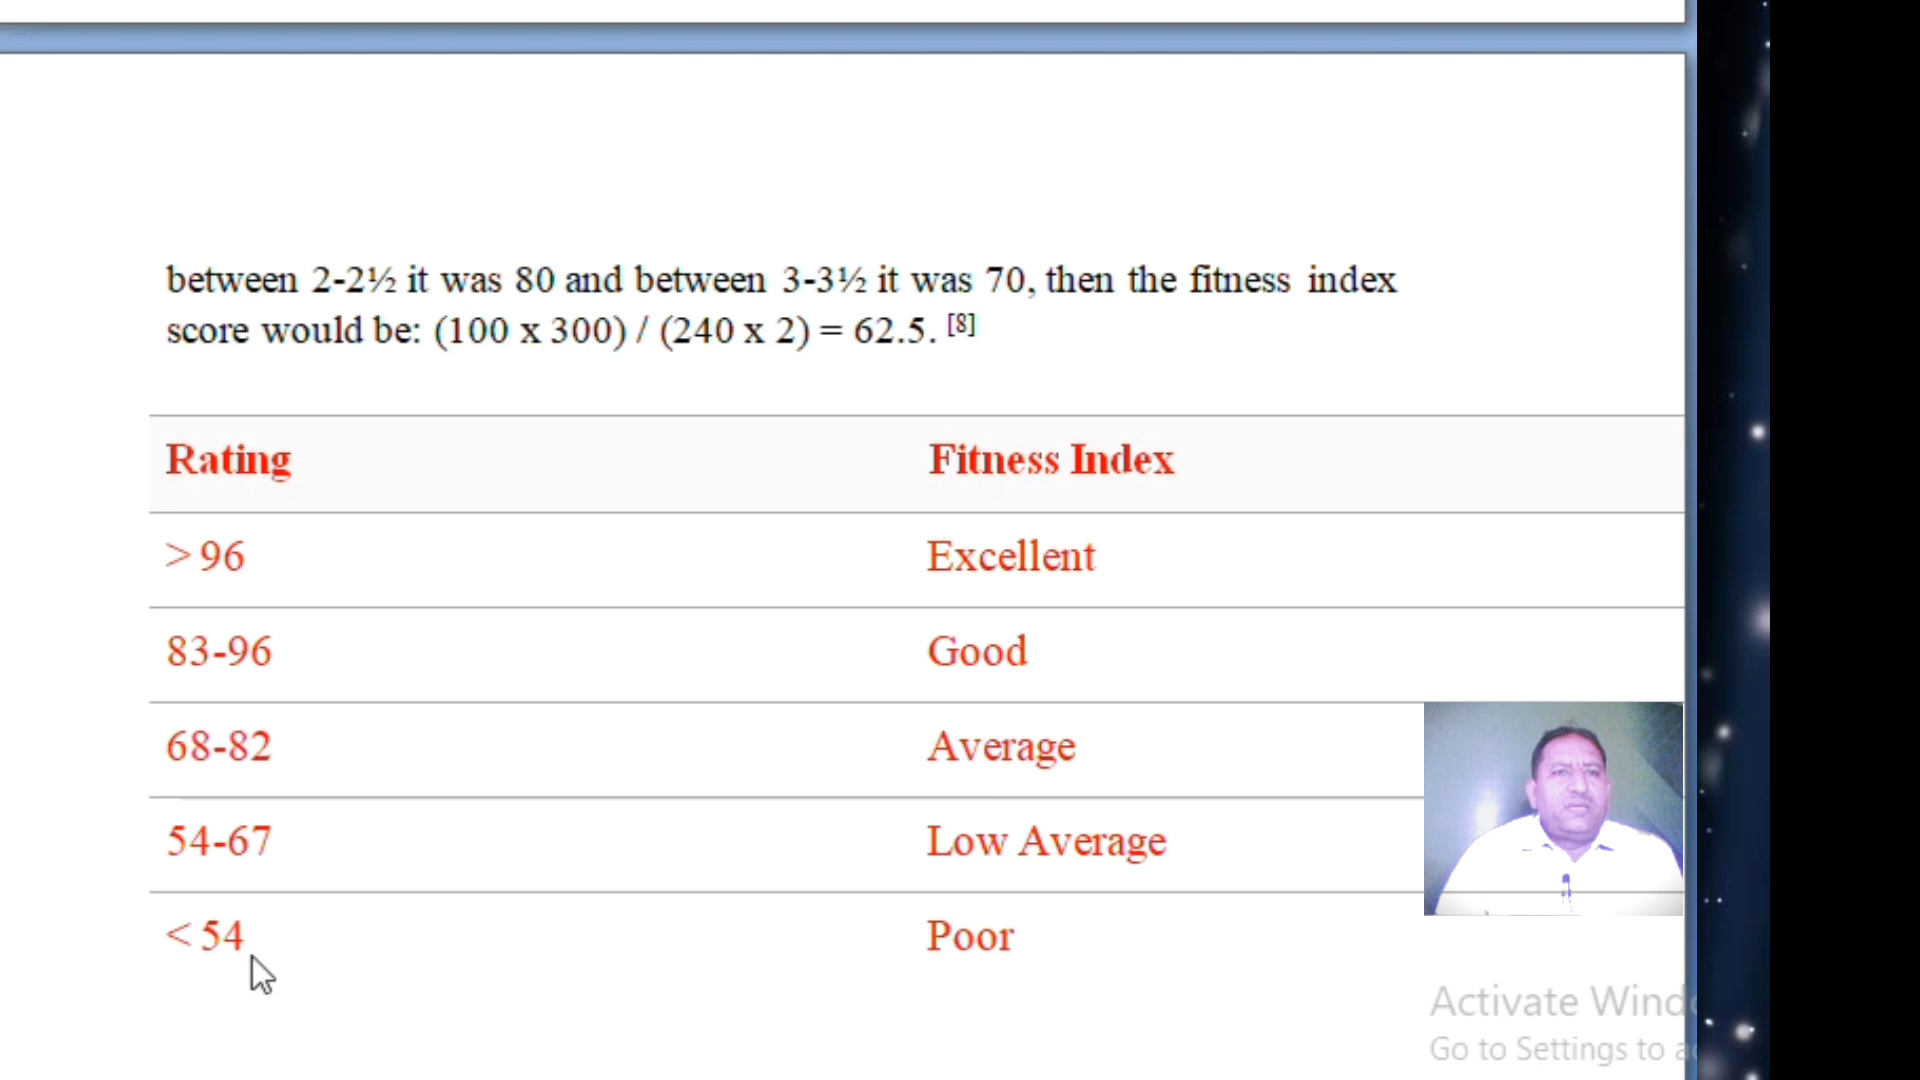 between 2-2½ it was 80 and between 3-3½ it was 70, then the fitness index
score would be: (100 x 300) / (240 x 2) = 62.5. [8]
Rating Fitness Index
> 96 Excellent
83-96 Good
68-82 Average
54-67 Low Average
< 54 Poor
Activate Wind
Go to Settings to a